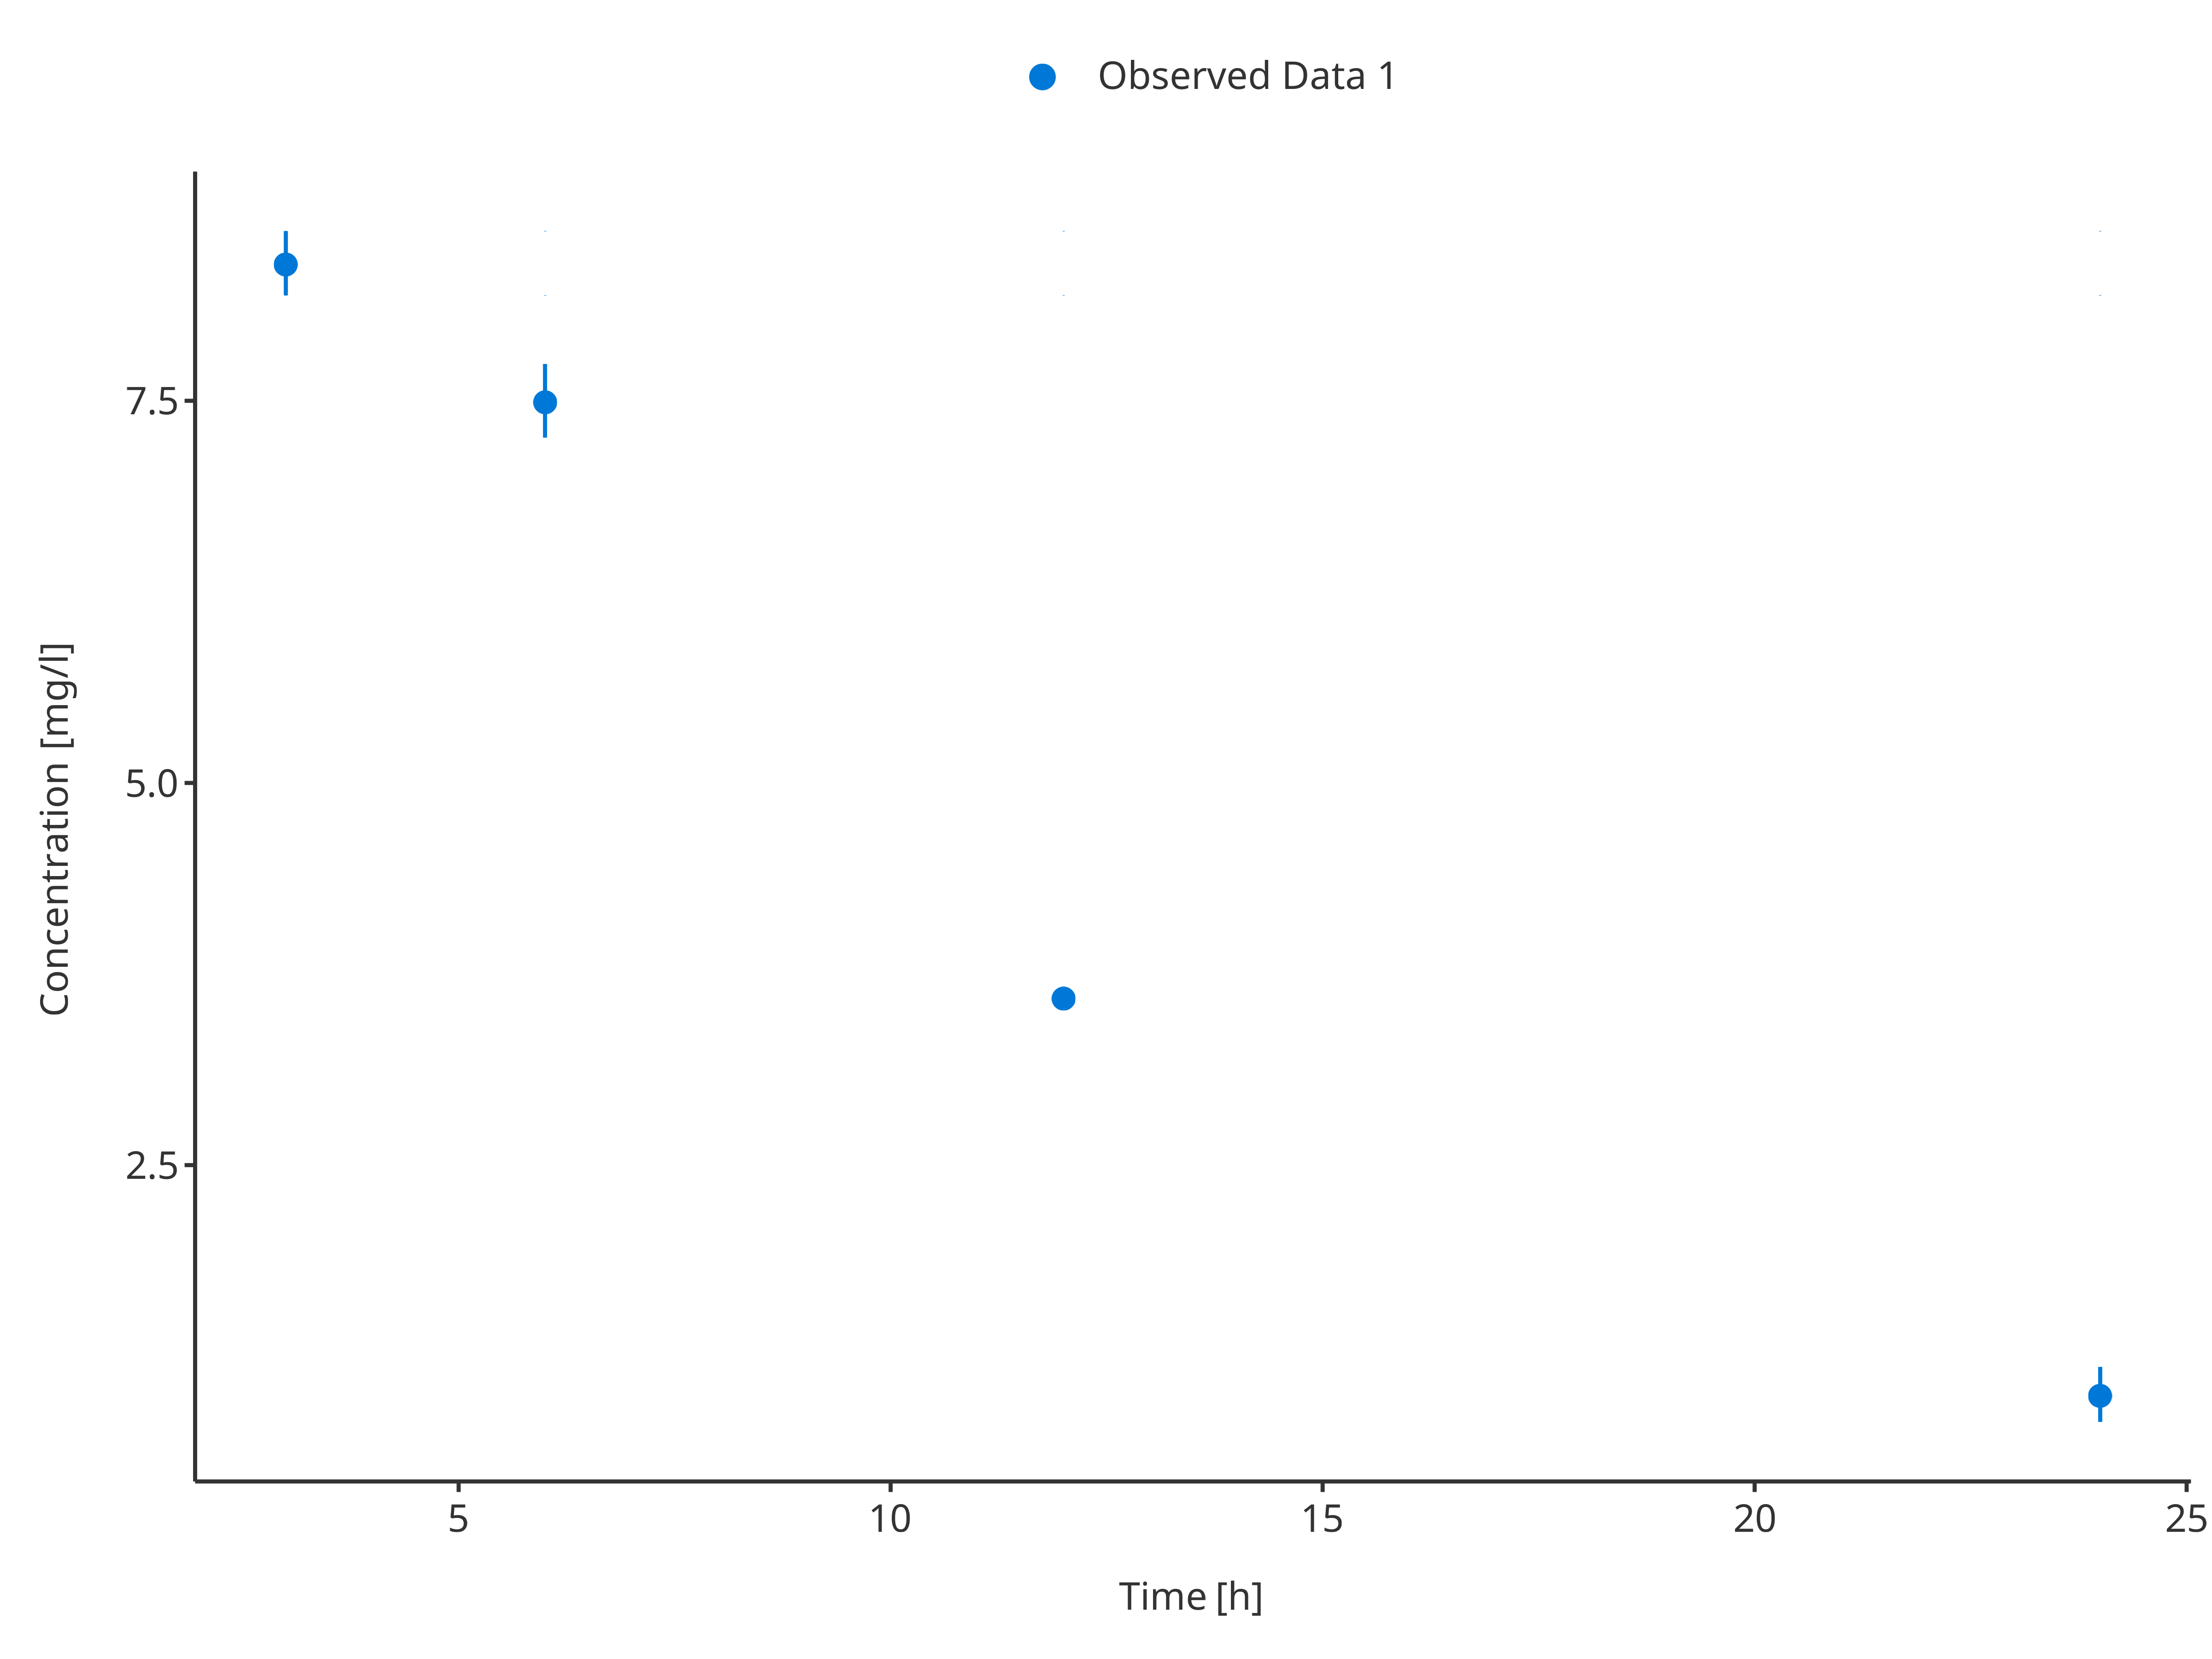 Observed Data 1
7.5
5.0
2.5
Concentration [mg/l]
5 10 15 20 25
Time [h]